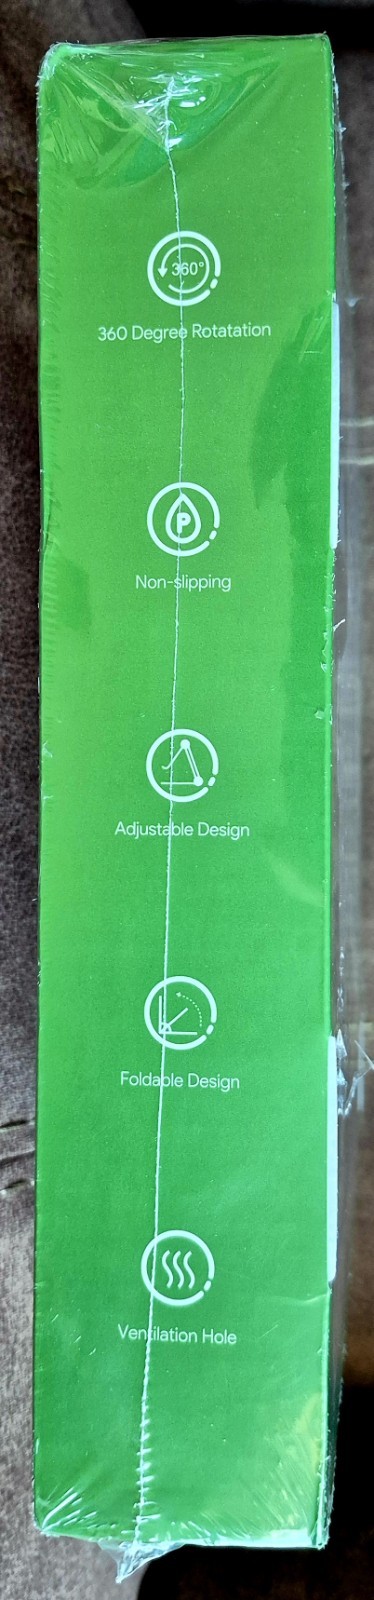 360°
360 Degree Rotatation
P
Non-slipping
Adjustable Design
Foldable Design
Ventilation Hole